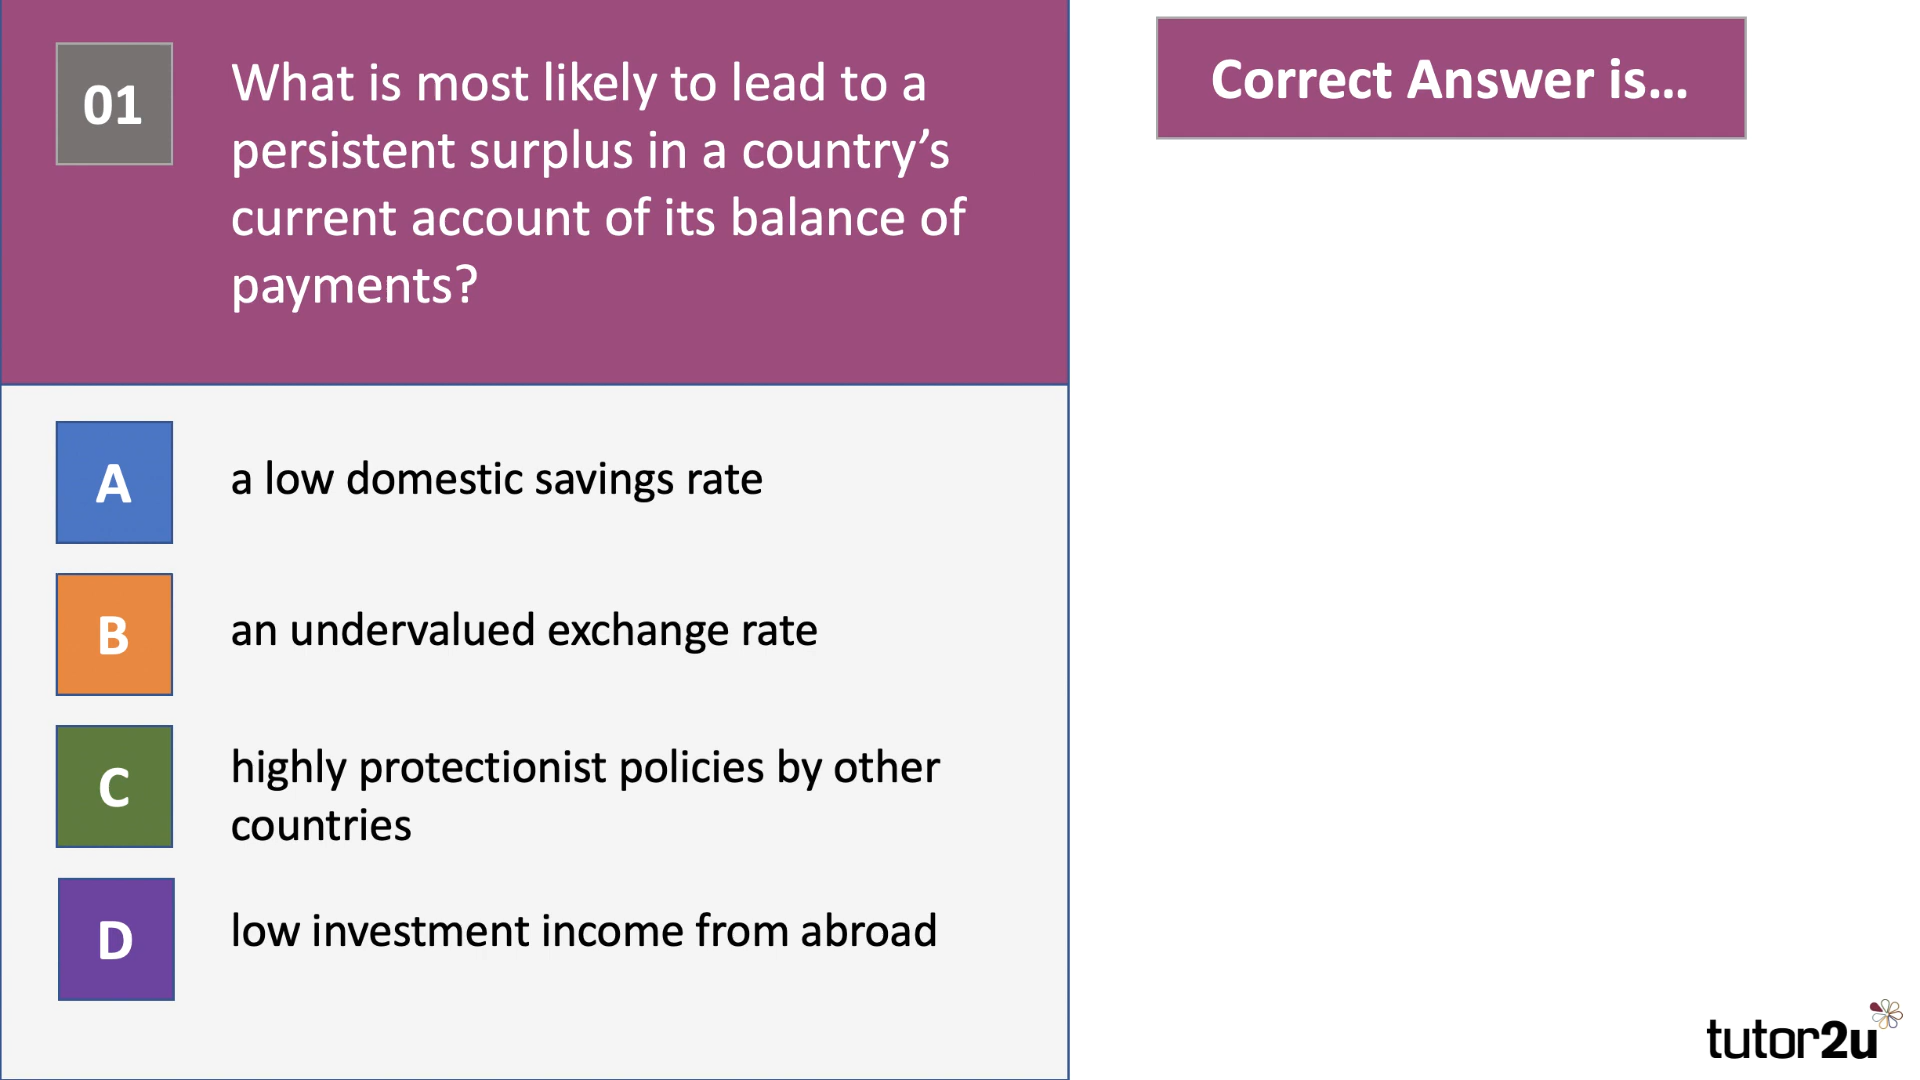 01
What is most likely to lead to a
persistent surplus in a country’s
current account of its balance of
payments?
A
a low domestic savings rate
B
an undervalued exchange rate
C
highly protectionist policies by other
countries
D
low investment income from abroad
Correct Answer is...
tutor2u